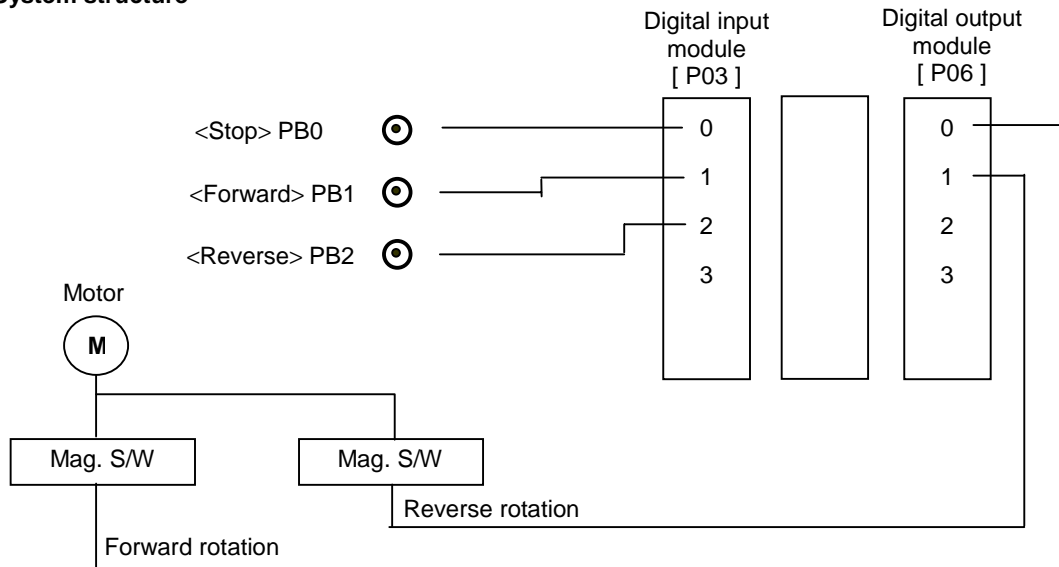 System structure
Digital input
module
[ P03 ]
Digital output
module
[ P06 ]
<Stop> PB0
<Forward> PB1
<Reverse> PB2
0
1
2
3
0
1
2
3
Motor
M
Mag. S/W
Mag. S/W
Reverse rotation
Forward rotation